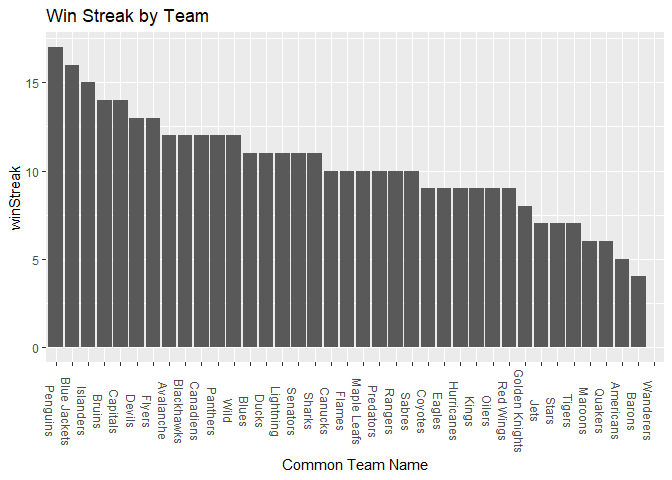 Win Streak by Team
winStreak
15
10
5
0
Penguins
Blue Jackets
Islanders
Bruins
Capitals
Devils
Flyers
Avalanche
Blackhawks
Canadiens
Panthers
Wild
Blues
Ducks
Lightning
Senators
Sharks
Canucks
Flames
Maple Leafs
Predators
Rangers
Sabres
Coyotes
Eagles
Hurricanes
Kings
Oilers
Red Wings
Golden Knights
Jets
Stars
Tigers
Maroons
Quakers
Americans
Barons
Wanderers
Common Team Name